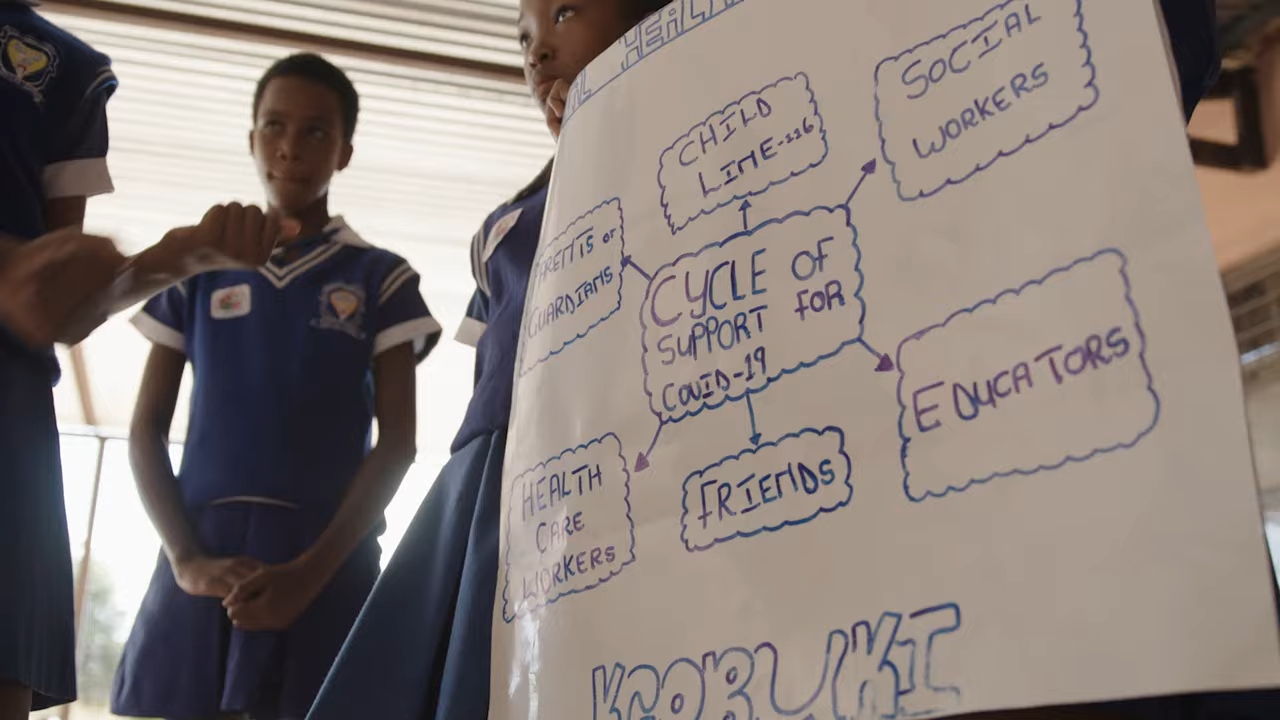 HEALTH
CHILD
LINE-116
SOCIAL
WORKERS
PARENTS or
GUARDIANS
CYCLE OF
SUPPORT FOR
COVID-19
EDUCATORS
HEALTH
CARE
WORKERS
FRIENDS